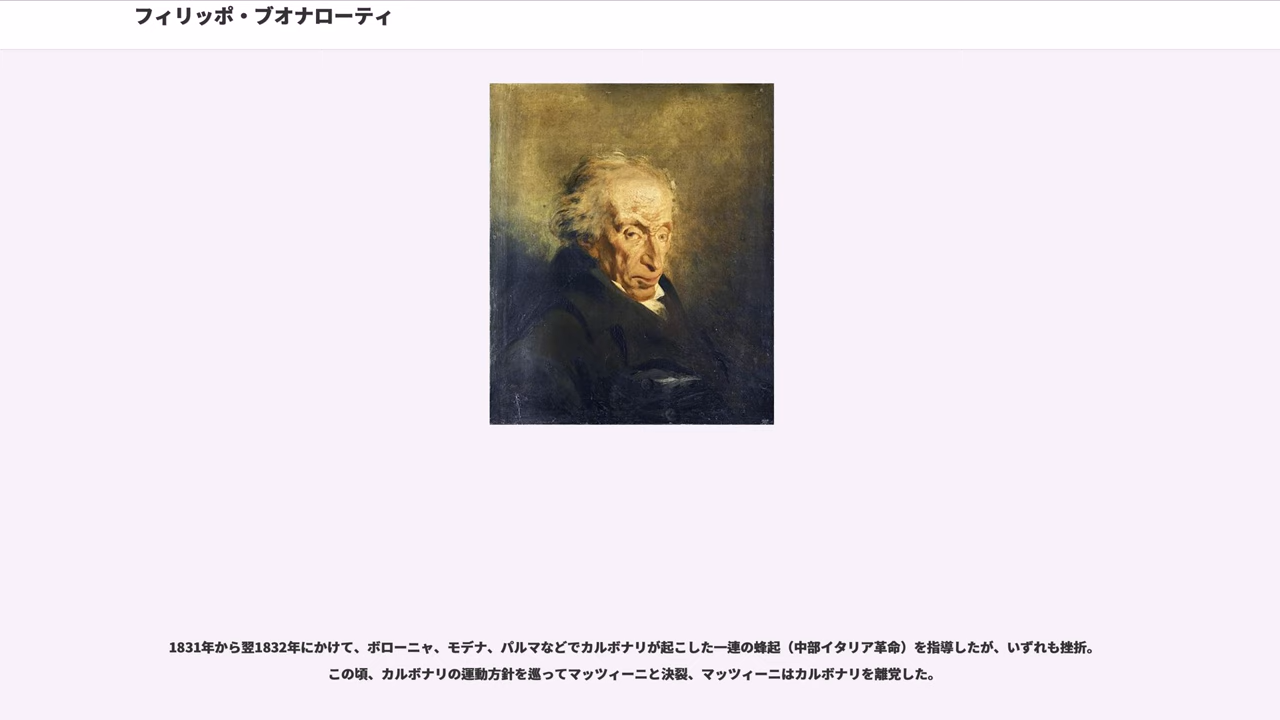 フィリッポ・ブオナローティ
1831年から翌1832年にかけて、ボローニャ、モデナ、パルマなどでカルボナリが起こした一連の蜂起（中部イタリア革命）を指導したが、いずれも挫折。
この頃、カルボナリの運動方針を巡ってマッツィーニと決裂、マッツィーニはカルボナリを離党した。